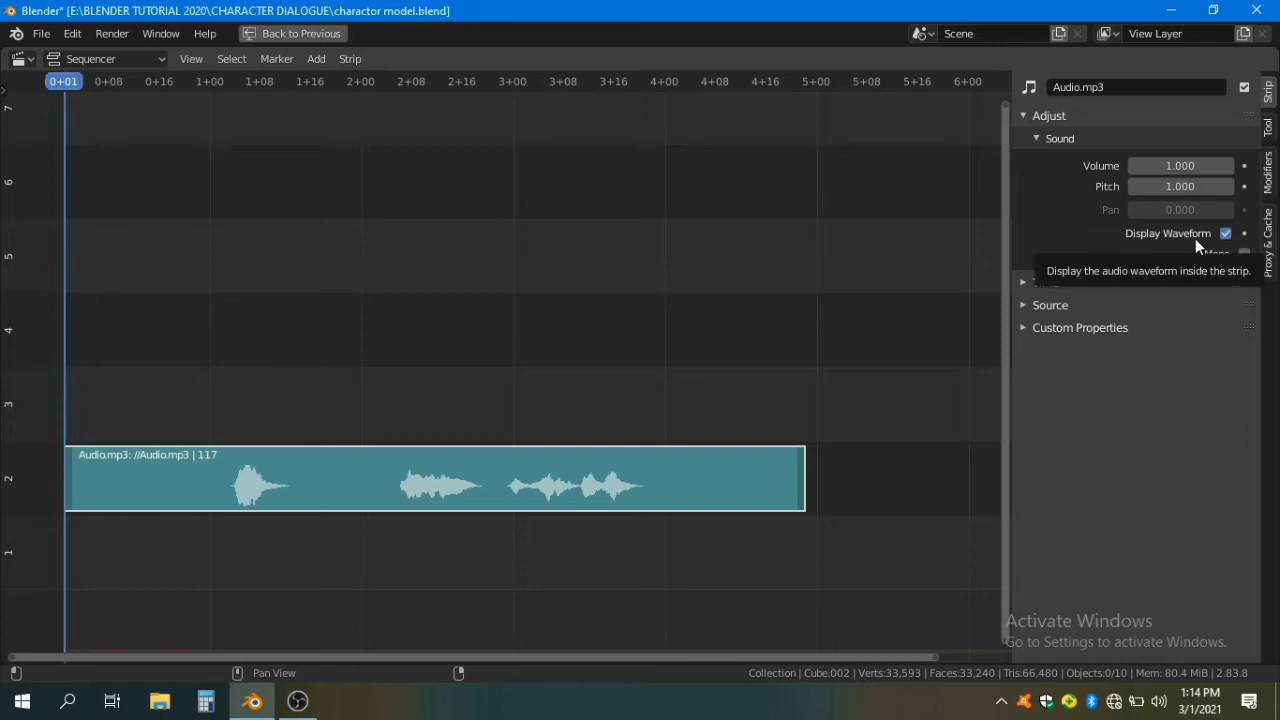 Blender* [E:\BLENDER TUTORIAL 2020\CHARACTER DIALOGUE\charactor model.blend]
File Edit Render Window Help Back to Previous Scene View Layer
Sequencer View Select Marker Add Strip
0+01 0+08 0+16 1+00 1+08 1+16 2+00 2+08 2+16 3+00 3+08 3+16 4+00 4+08 4+16 5+00 5+08 5+16 6+00
7
6
5
4
3
2
1
Audio.mp3: //Audio.mp3 | 117
Audio.mp3
Adjust
Sound
Volume 1.000
Pitch 1.000
Pan 0.000
Display Waveform
Display the audio waveform inside the strip.
Source
Custom Properties
Strip
Tool
Modifiers
Proxy & Cache
Activate Windows
Go to Settings to activate Windows.
Pan View
Collection | Cube.002 | Verts:33,593 | Faces:33,240 | Tris:66,480 | Objects:0/10 | Mem: 80.4 MiB | 2.83.8
1:14 PM
3/1/2021